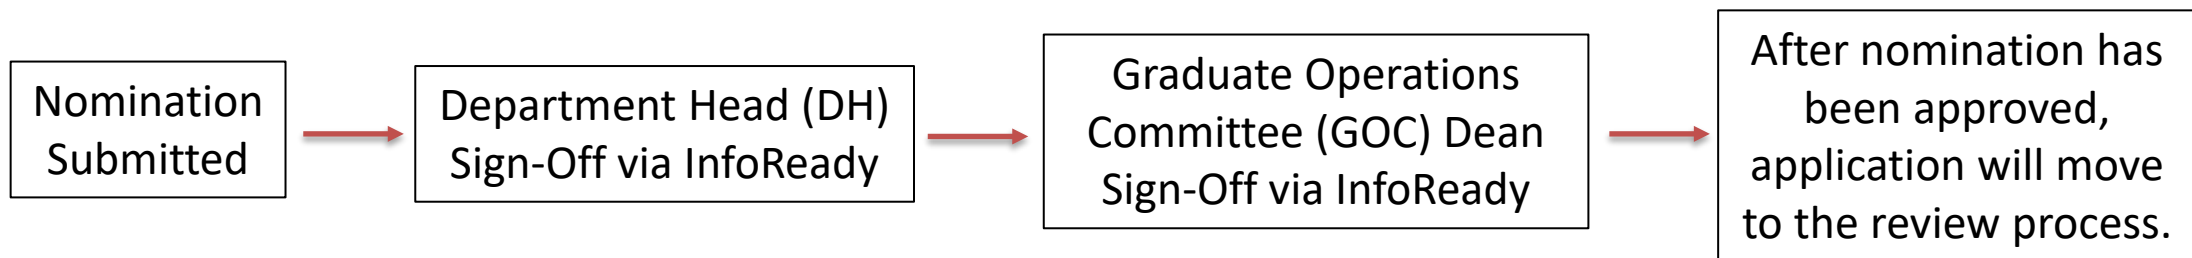 Nomination
Submitted
Department Head (DH)
Sign-Off via InfoReady
Graduate Operations
Committee (GOC) Dean
Sign-Off via InfoReady
After nomination has
been approved,
application will move
to the review process.